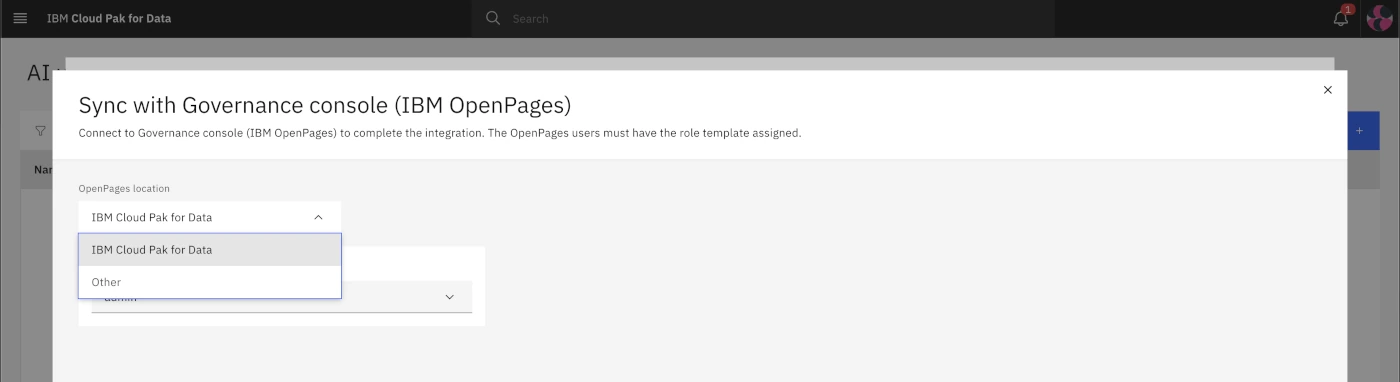 IBM Cloud Pak for Data
Search
1
AI
Sync with Governance console (IBM OpenPages)
Connect to Governance console (IBM OpenPages) to complete the integration. The OpenPages users must have the role template assigned.
+
Nar
OpenPages location
IBM Cloud Pak for Data
IBM Cloud Pak for Data
Other
admin